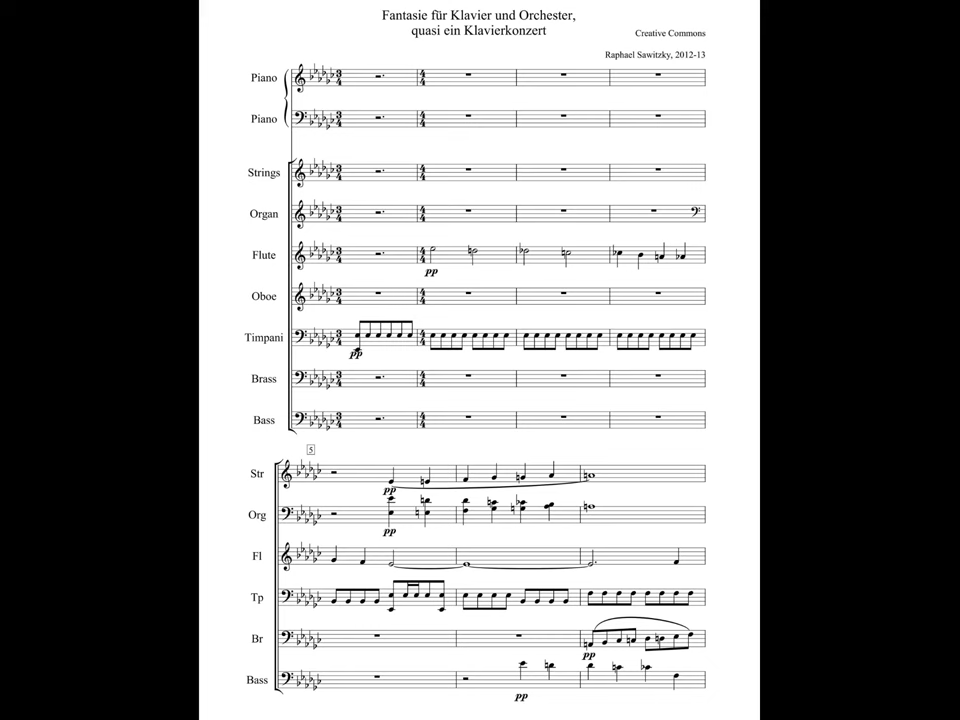 Fantasie für Klavier und Orchester,
quasi ein Klavierkonzert
Creative Commons
Raphael Sawitzky, 2012-13
Piano
Piano
Strings
Organ
Flute
pp
Oboe
Timpani
pp
Brass
Bass
5
Str
pp
Org
pp
Fl
Tp
Br
pp
Bass
pp